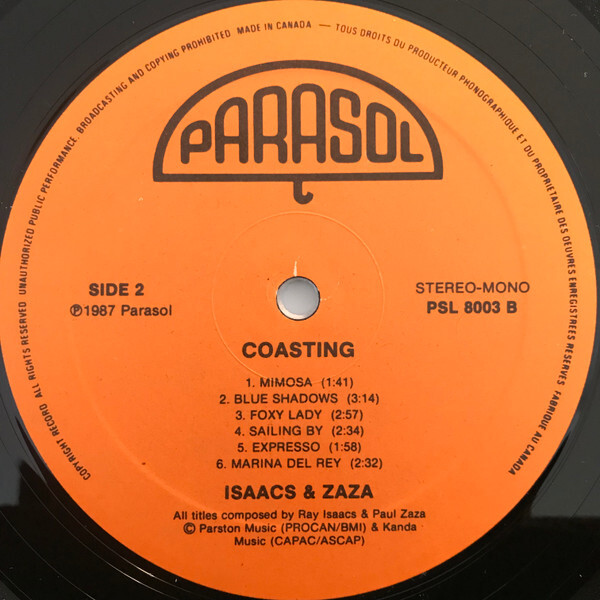 COPYRIGHT RECORD ALL RIGHTS RESERVED UNAUTHORIZED PUBLIC PERFORMANCE, BROADCASTING AND COPYING PROHIBITED MADE IN CANADA — TOUS DROITS DU PRODUCTEUR PHONOGRAPHIQUE ET DU PROPRIETAIRE DES OEUVRES ENREGISTREES RESERVES FABRIQUE AU CANADA
PARASOL
SIDE 2
℗1987 Parasol
STEREO-MONO
PSL 8003 B
COASTING
1. MIMOSA (1:41)
2. BLUE SHADOWS (3:14)
3. FOXY LADY (2:57)
4. SAILING BY (2:34)
5. EXPRESSO (1:58)
6. MARINA DEL REY (2:32)
ISAACS & ZAZA
All titles composed by Ray Isaacs & Paul Zaza
© Parston Music (PROCAN/BMI) & Kanda
Music (CAPAC/ASCAP)